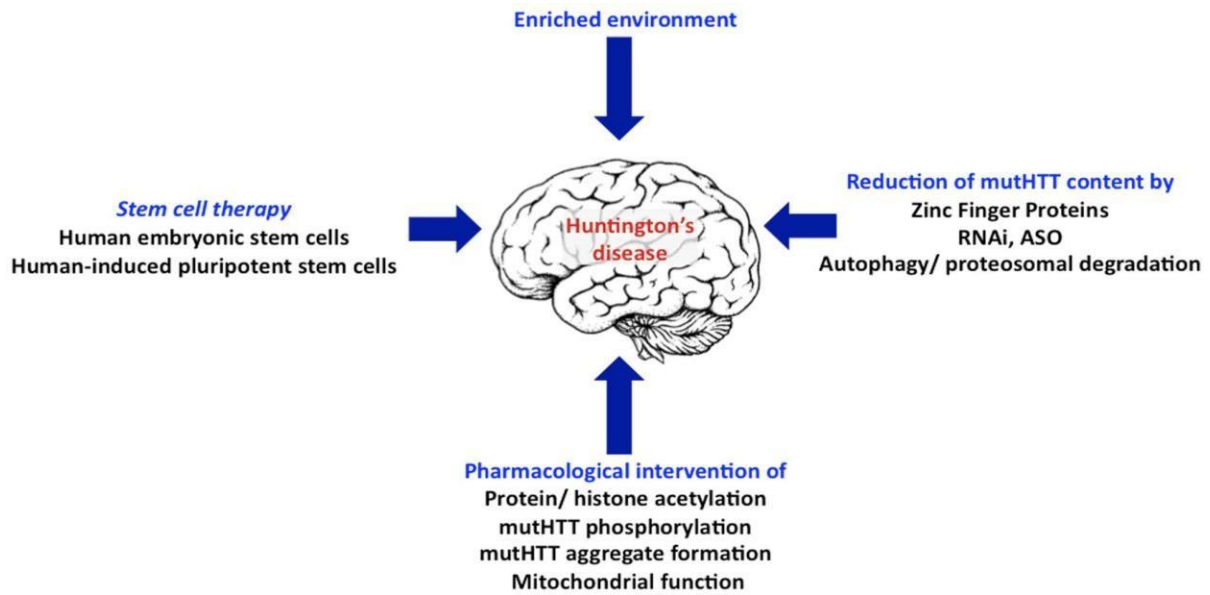 Enriched environment
Stem cell therapy
Human embryonic stem cells
Human-induced pluripotent stem cells
Huntington's
disease
Reduction of mutHTT content by
Zinc Finger Proteins
RNAi, ASO
Autophagy/ proteosomal degradation
Pharmacological intervention of
Protein/ histone acetylation
mutHTT phosphorylation
mutHTT aggregate formation
Mitochondrial function